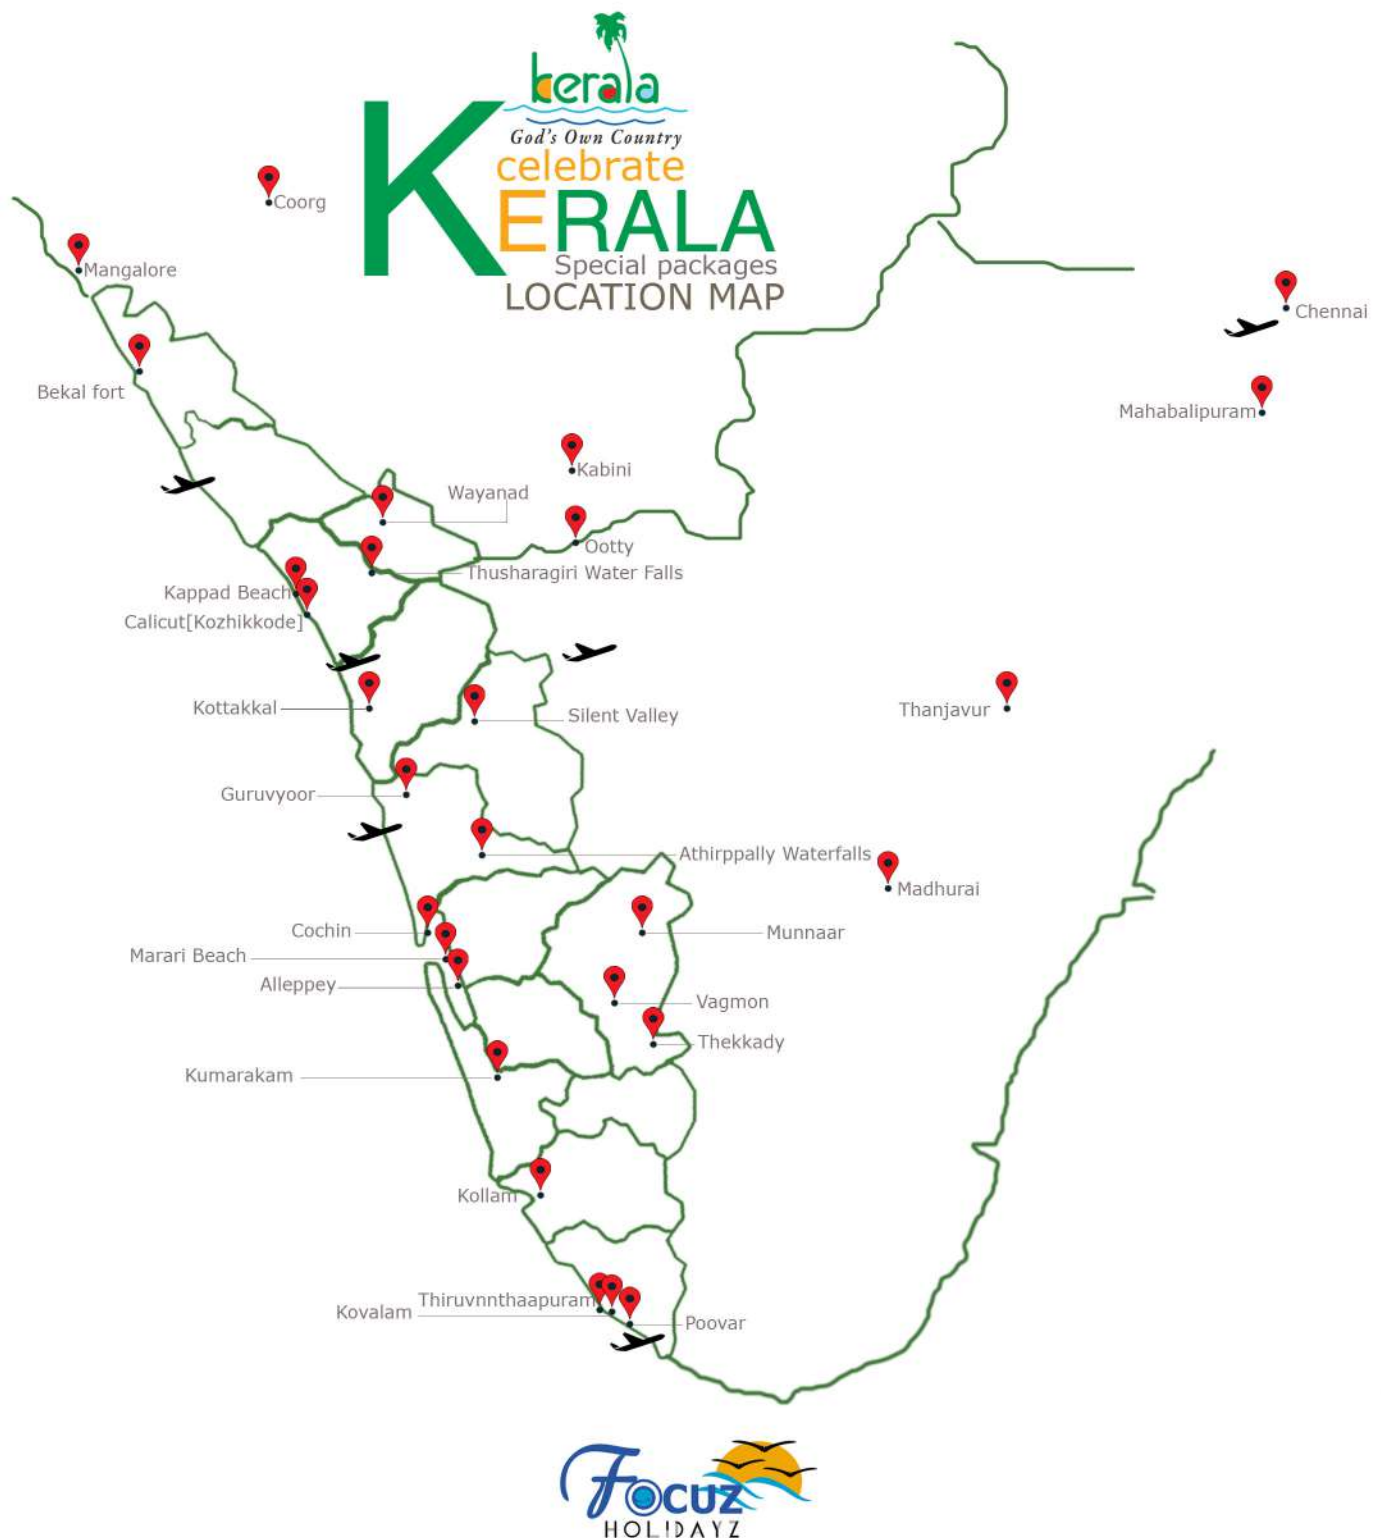 kerala
God's Own Country
celebrate
KERALA
Special packages
LOCATION MAP
Coorg
Mangalore
Chennai
Bekal fort
Mahabalipuram
Kabini
Wayanad
Ootty
Thusharagiri Water Falls
Kappad Beach
Calicut[Kozhikkode]
Kottakkal
Silent Valley
Thanjavur
Guruvyoor
Athirppally Waterfalls
Madhurai
Cochin
Munnaar
Marari Beach
Alleppey
Vagmon
Thekkady
Kumarakam
Kollam
Thiruvnnthaapuram
Kovalam
Poovar
Focuz
HOLIDAYZ